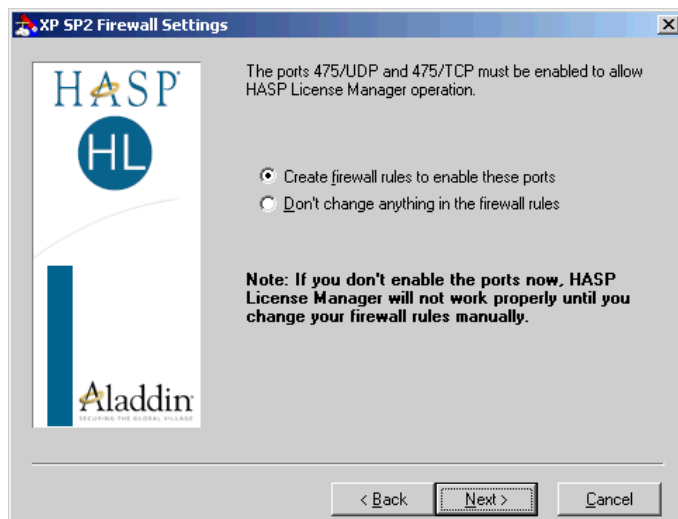 XP SP2 Firewall Settings
HASP
HL
Aladdin
SECURING THE GLOBAL VILLAGE
The ports 475/UDP and 475/TCP must be enabled to allow
HASP License Manager operation.
Create firewall rules to enable these ports
Don't change anything in the firewall rules
Note: If you don't enable the ports now, HASP
License Manager will not work properly until you
change your firewall rules manually.
< Back
Next >
Cancel